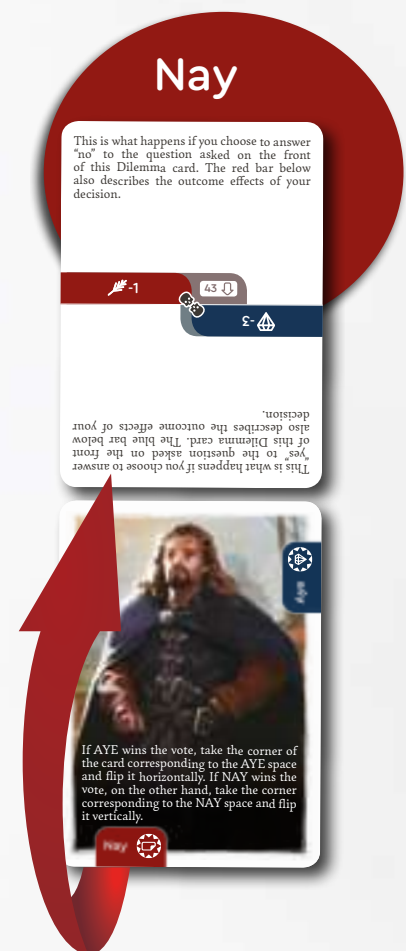 Nay
This is what happens if you choose to answer
“no” to the question asked on the front
of this Dilemma card. The red bar below
also describes the outcome effects of your
decision.
-1
43
-3
This is what happens if you choose to answer
"yes" to the question asked on the front
of this Dilemma card. The blue bar below
also describes the outcome effects of your
decision.
Aye
If AYE wins the vote, take the corner of
the card corresponding to the AYE space
and flip it horizontally. If NAY wins the
vote, on the other hand, take the corner
corresponding to the NAY space and flip
it vertically.
Nay